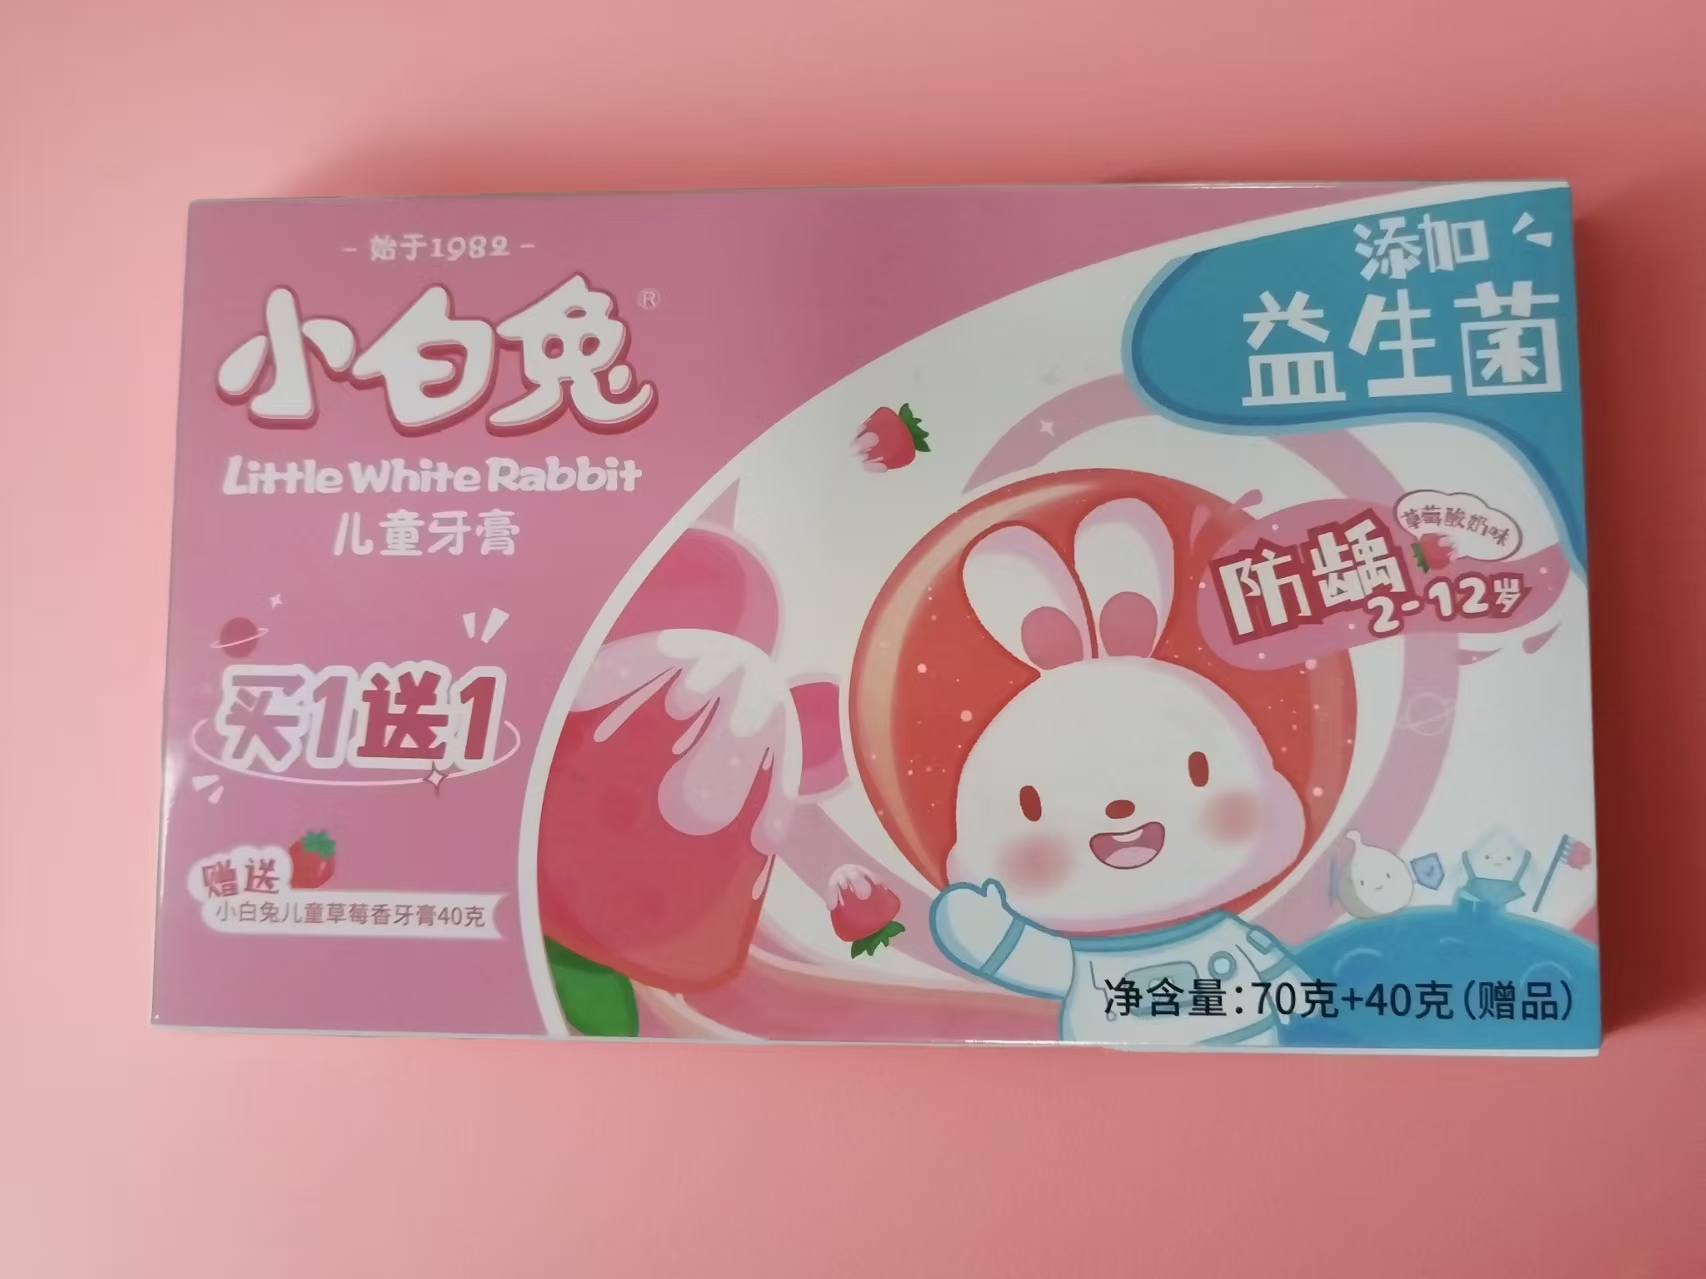 - 始于1982 -
小白兔®
Little White Rabbit
儿童牙膏
买1送1
赠送
小白兔儿童草莓香牙膏40克
添加
益生菌
草莓酸奶味
防龋
2-12岁
净含量:70克+40克(赠品)